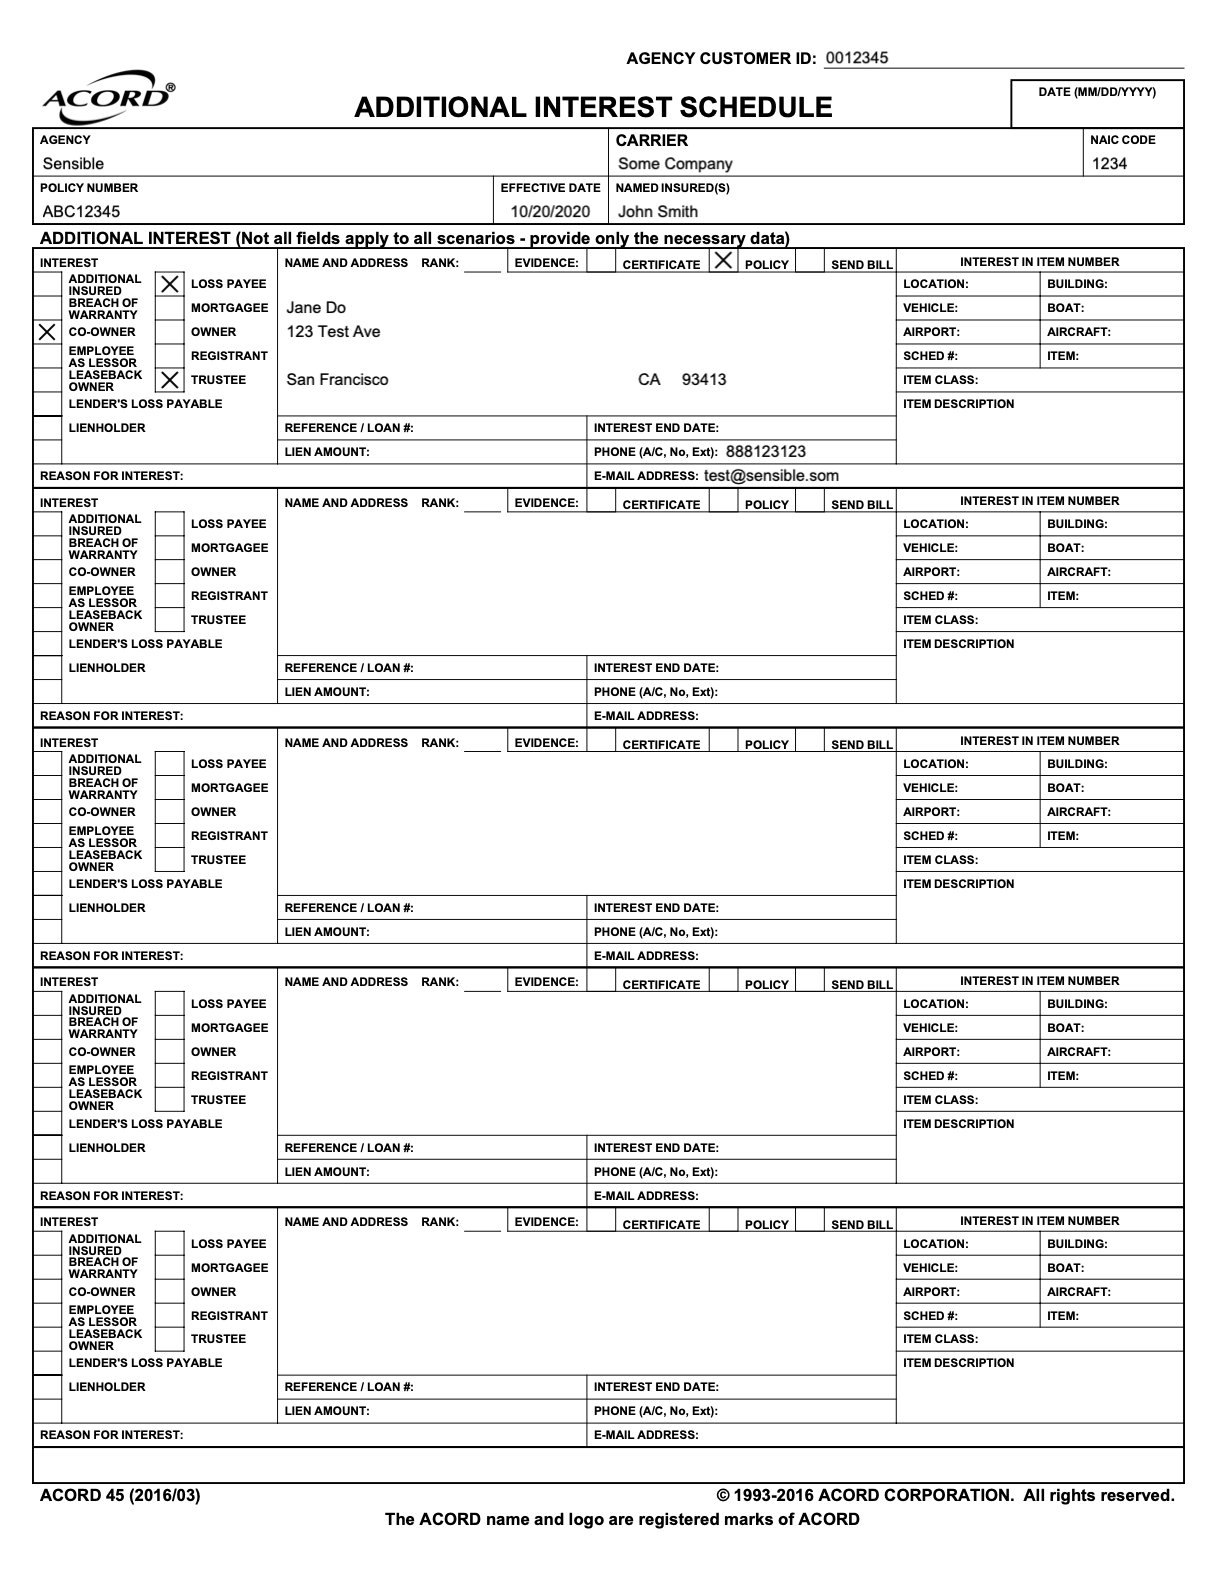 AGENCY CUSTOMER ID: 0012345
ACORD®
ADDITIONAL INTEREST SCHEDULE
DATE (MM/DD/YYYY)
AGENCY CARRIER NAIC CODE
Sensible Some Company 1234
POLICY NUMBER EFFECTIVE DATE NAMED INSURED(S)
ABC12345 10/20/2020 John Smith
ADDITIONAL INTEREST (Not all fields apply to all scenarios - provide only the necessary data)
INTEREST NAME AND ADDRESS RANK: EVIDENCE: CERTIFICATE X POLICY SEND BILL INTEREST IN ITEM NUMBER
ADDITIONAL INSURED X LOSS PAYEE LOCATION: BUILDING:
BREACH OF WARRANTY MORTGAGEE Jane Do VEHICLE: BOAT:
X CO-OWNER OWNER 123 Test Ave AIRPORT: AIRCRAFT:
EMPLOYEE AS LESSOR REGISTRANT SCHED #: ITEM:
LEASEBACK OWNER X TRUSTEE San Francisco CA 93413 ITEM CLASS:
LENDER'S LOSS PAYABLE ITEM DESCRIPTION
LIENHOLDER REFERENCE / LOAN #: INTEREST END DATE:
LIEN AMOUNT: PHONE (A/C, No, Ext): 888123123
REASON FOR INTEREST: E-MAIL ADDRESS: test@sensible.som
INTEREST NAME AND ADDRESS RANK: EVIDENCE: CERTIFICATE POLICY SEND BILL INTEREST IN ITEM NUMBER
ADDITIONAL INSURED LOSS PAYEE LOCATION: BUILDING:
BREACH OF WARRANTY MORTGAGEE VEHICLE: BOAT:
CO-OWNER OWNER AIRPORT: AIRCRAFT:
EMPLOYEE AS LESSOR REGISTRANT SCHED #: ITEM:
LEASEBACK OWNER TRUSTEE ITEM CLASS:
LENDER'S LOSS PAYABLE ITEM DESCRIPTION
LIENHOLDER REFERENCE / LOAN #: INTEREST END DATE:
LIEN AMOUNT: PHONE (A/C, No, Ext):
REASON FOR INTEREST: E-MAIL ADDRESS:
INTEREST NAME AND ADDRESS RANK: EVIDENCE: CERTIFICATE POLICY SEND BILL INTEREST IN ITEM NUMBER
ADDITIONAL INSURED LOSS PAYEE LOCATION: BUILDING:
BREACH OF WARRANTY MORTGAGEE VEHICLE: BOAT:
CO-OWNER OWNER AIRPORT: AIRCRAFT:
EMPLOYEE AS LESSOR REGISTRANT SCHED #: ITEM:
LEASEBACK OWNER TRUSTEE ITEM CLASS:
LENDER'S LOSS PAYABLE ITEM DESCRIPTION
LIENHOLDER REFERENCE / LOAN #: INTEREST END DATE:
LIEN AMOUNT: PHONE (A/C, No, Ext):
REASON FOR INTEREST: E-MAIL ADDRESS:
INTEREST NAME AND ADDRESS RANK: EVIDENCE: CERTIFICATE POLICY SEND BILL INTEREST IN ITEM NUMBER
ADDITIONAL INSURED LOSS PAYEE LOCATION: BUILDING:
BREACH OF WARRANTY MORTGAGEE VEHICLE: BOAT:
CO-OWNER OWNER AIRPORT: AIRCRAFT:
EMPLOYEE AS LESSOR REGISTRANT SCHED #: ITEM:
LEASEBACK OWNER TRUSTEE ITEM CLASS:
LENDER'S LOSS PAYABLE ITEM DESCRIPTION
LIENHOLDER REFERENCE / LOAN #: INTEREST END DATE:
LIEN AMOUNT: PHONE (A/C, No, Ext):
REASON FOR INTEREST: E-MAIL ADDRESS:
INTEREST NAME AND ADDRESS RANK: EVIDENCE: CERTIFICATE POLICY SEND BILL INTEREST IN ITEM NUMBER
ADDITIONAL INSURED LOSS PAYEE LOCATION: BUILDING:
BREACH OF WARRANTY MORTGAGEE VEHICLE: BOAT:
CO-OWNER OWNER AIRPORT: AIRCRAFT:
EMPLOYEE AS LESSOR REGISTRANT SCHED #: ITEM:
LEASEBACK OWNER TRUSTEE ITEM CLASS:
LENDER'S LOSS PAYABLE ITEM DESCRIPTION
LIENHOLDER REFERENCE / LOAN #: INTEREST END DATE:
LIEN AMOUNT: PHONE (A/C, No, Ext):
REASON FOR INTEREST: E-MAIL ADDRESS:
ACORD 45 (2016/03) © 1993-2016 ACORD CORPORATION. All rights reserved.
The ACORD name and logo are registered marks of ACORD